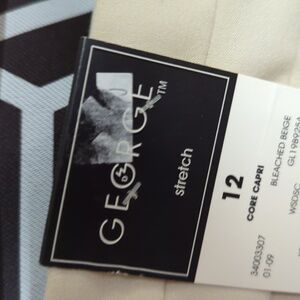 GEORGE™
stretch
12
CORE CAPRI
BLEACHED BEIGE
34003307
01-09